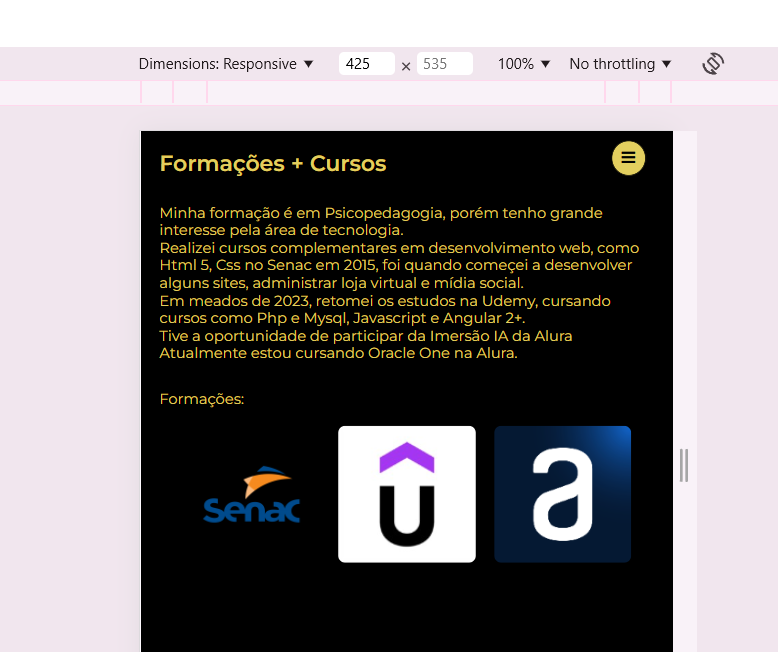 Dimensions: Responsive ▼ 425 × 535 100% ▼ No throttling ▼
Formações + Cursos
Minha formação é em Psicopedagogia, porém tenho grande
interesse pela área de tecnologia.
Realizei cursos complementares em desenvolvimento web, como
Html 5, Css no Senac em 2015, foi quando começei a desenvolver
alguns sites, administrar loja virtual e mídia social.
Em meados de 2023, retomei os estudos na Udemy, cursando
cursos como Php e Mysql, Javascript e Angular 2+.
Tive a oportunidade de participar da Imersão IA da Alura
Atualmente estou cursando Oracle One na Alura.
Formações:
Senac
u
a